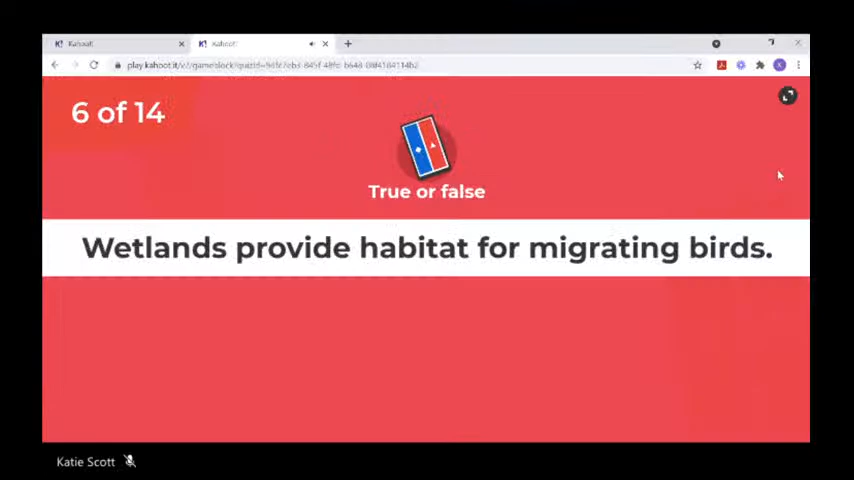 K! Kahoot!
K! Kahoot!
6 of 14
True or false
Wetlands provide habitat for migrating birds.
Katie Scott